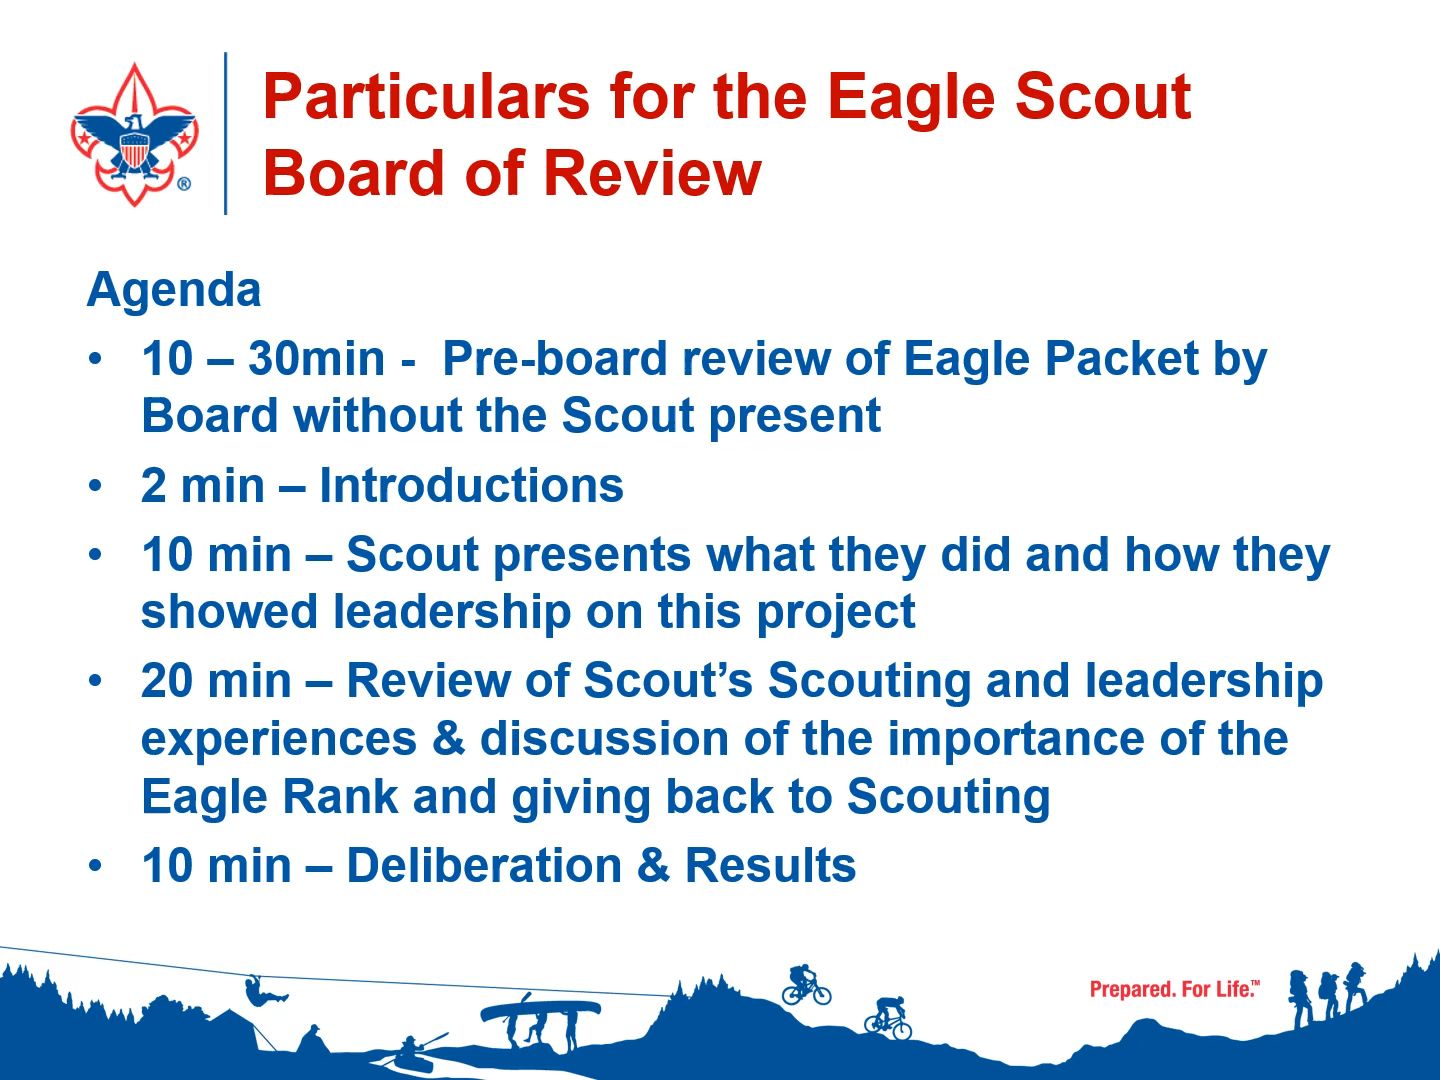 Particulars for the Eagle Scout
Board of Review
®
Agenda
• 10 – 30min -  Pre-board review of Eagle Packet by
Board without the Scout present
• 2 min – Introductions
• 10 min – Scout presents what they did and how they
showed leadership on this project
• 20 min – Review of Scout’s Scouting and leadership
experiences & discussion of the importance of the
Eagle Rank and giving back to Scouting
• 10 min – Deliberation & Results
Prepared. For Life.™